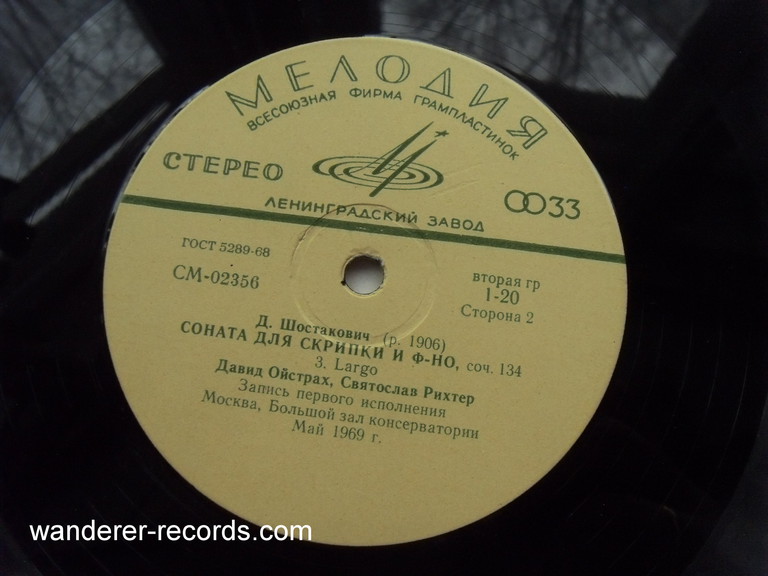 МЕЛОДИЯ
ВСЕСОЮЗНАЯ ФИРМА ГРАМПЛАСТИНОК
СТЕРЕО
33
ЛЕНИНГРАДСКИЙ ЗАВОД
ГОСТ 5289-68
СМ-02356
вторая гр
1-20
Сторона 2
Д. Шостакович (р. 1906)
СОНАТА ДЛЯ СКРИПКИ И Ф-НО, соч. 134
3. Largo
Давид Ойстрах, Святослав Рихтер
Запись первого исполнения
Москва, Большой зал консерватории
Май 1969 г.
wanderer-records.com